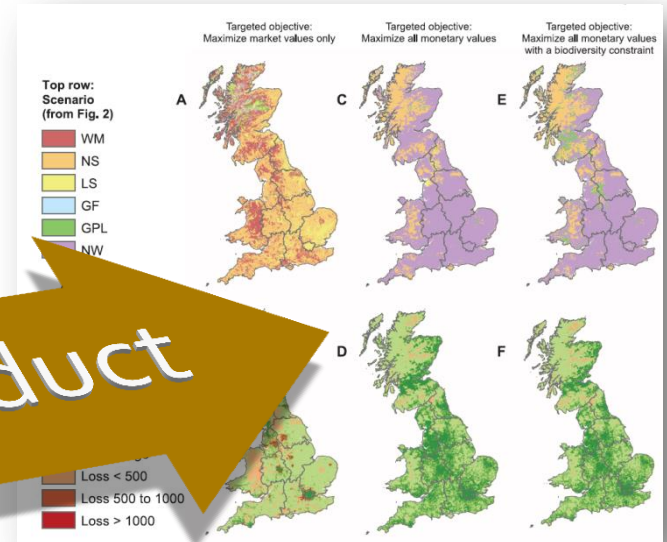 Targeted objective:
Maximize market values only
Targeted objective:
Maximize all monetary values
Targeted objective:
Maximize all monetary values
with a biodiversity constraint
Top row:
Scenario
(from Fig. 2)
WM
NS
LS
GF
GPL
NW
A
C
E
duct
D
F
Loss < 500
Loss 500 to 1000
Loss > 1000